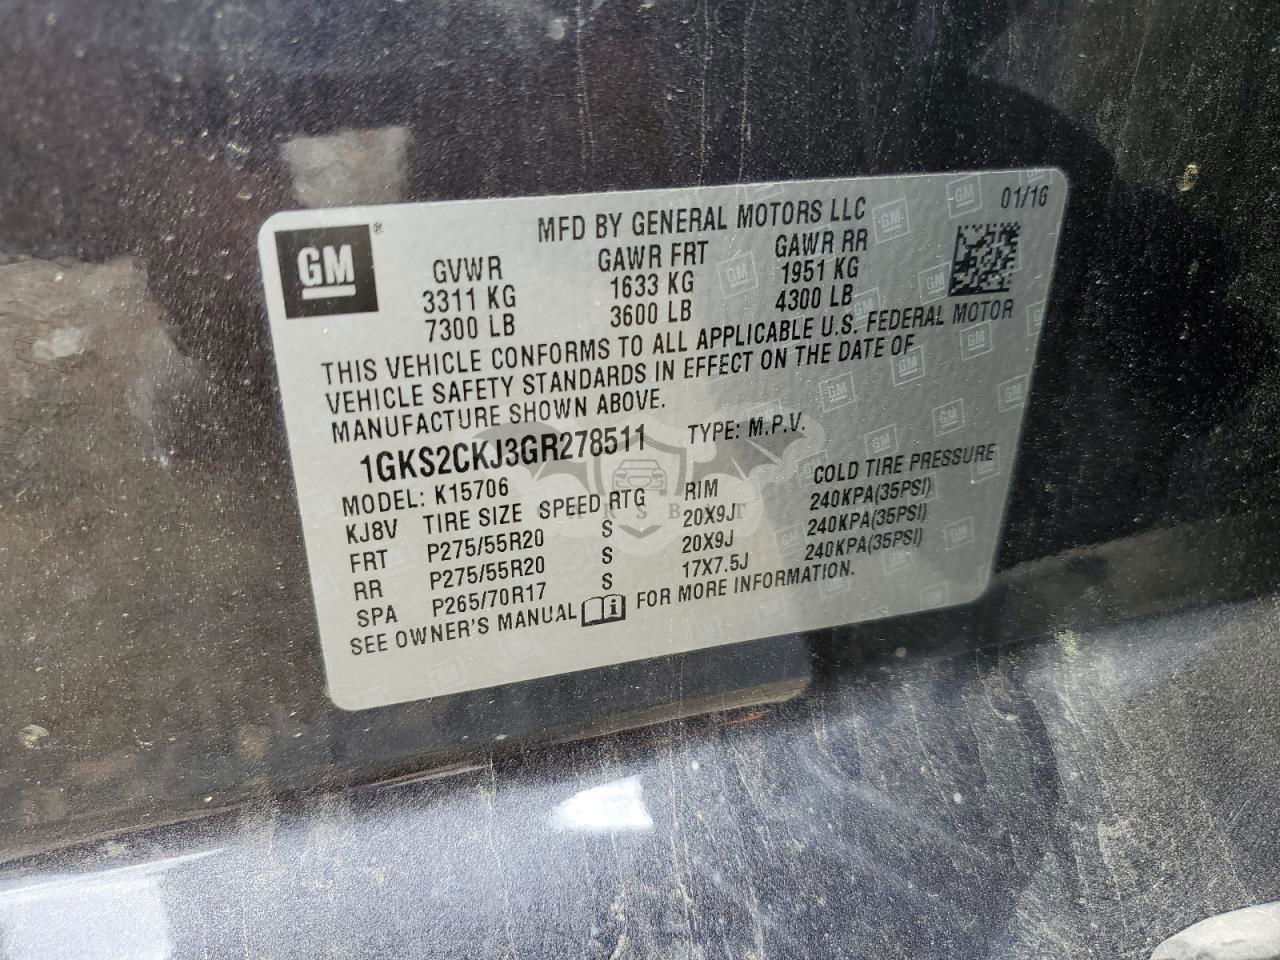 GM
MFD BY GENERAL MOTORS LLC
01/16
GVWR GAWR FRT GAWR RR
3311 KG 1633 KG 1951 KG
7300 LB 3600 LB 4300 LB
THIS VEHICLE CONFORMS TO ALL APPLICABLE U.S. FEDERAL MOTOR
VEHICLE SAFETY STANDARDS IN EFFECT ON THE DATE OF
MANUFACTURE SHOWN ABOVE.
1GKS2CKJ3GR278511 TYPE: M.P.V.
MODEL: K15706
KJ8V TIRE SIZE SPEED RTG RIM COLD TIRE PRESSURE
FRT P275/55R20 S 20X9J 240KPA(35PSI)
RR P275/55R20 S 20X9J 240KPA(35PSI)
SPA P265/70R17 S 17X7.5J 240KPA(35PSI)
SEE OWNER'S MANUAL FOR MORE INFORMATION.